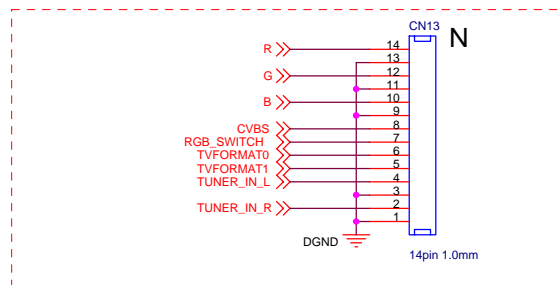 CN13
N
R 14
13
G 12
11
B 10
9
CVBS 8
RGB_SWITCH 7
TVFORMAT0 6
TVFORMAT1 5
TUNER_IN_L 4
3
TUNER_IN_R 2
1
DGND
14pin 1.0mm